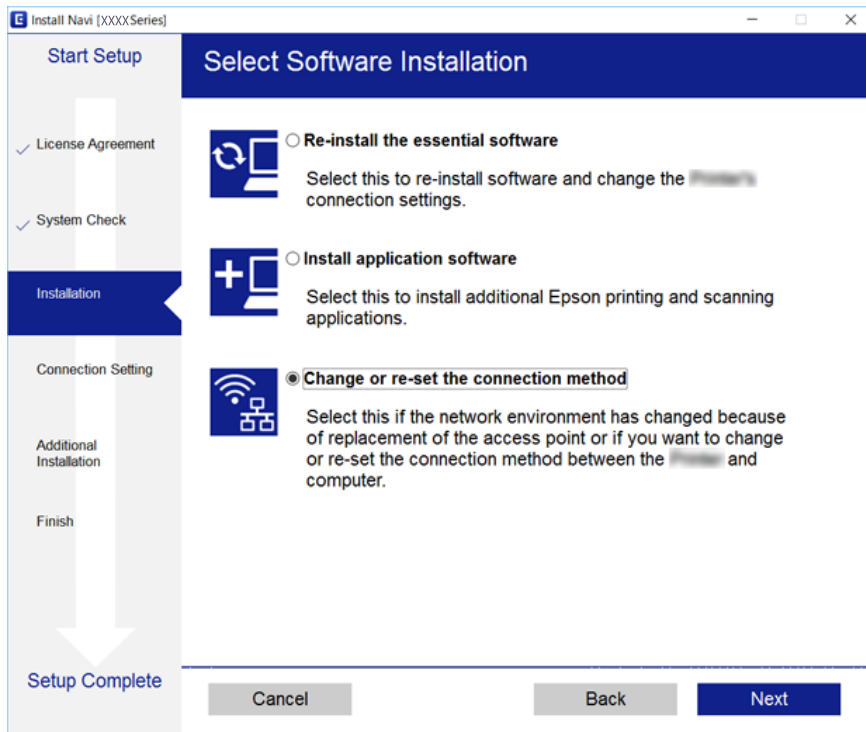 E Install Navi [XXXXSeries]
Start Setup
Select Software Installation
License Agreement
System Check
Installation
Connection Setting
Additional
Installation
Finish
Setup Complete
Re-install the essential software
Select this to re-install software and change the
connection settings.
Install application software
Select this to install additional Epson printing and scanning
applications.
Change or re-set the connection method
Select this if the network environment has changed because
of replacement of the access point or if you want to change
or re-set the connection method between the and
computer.
Cancel
Back
Next